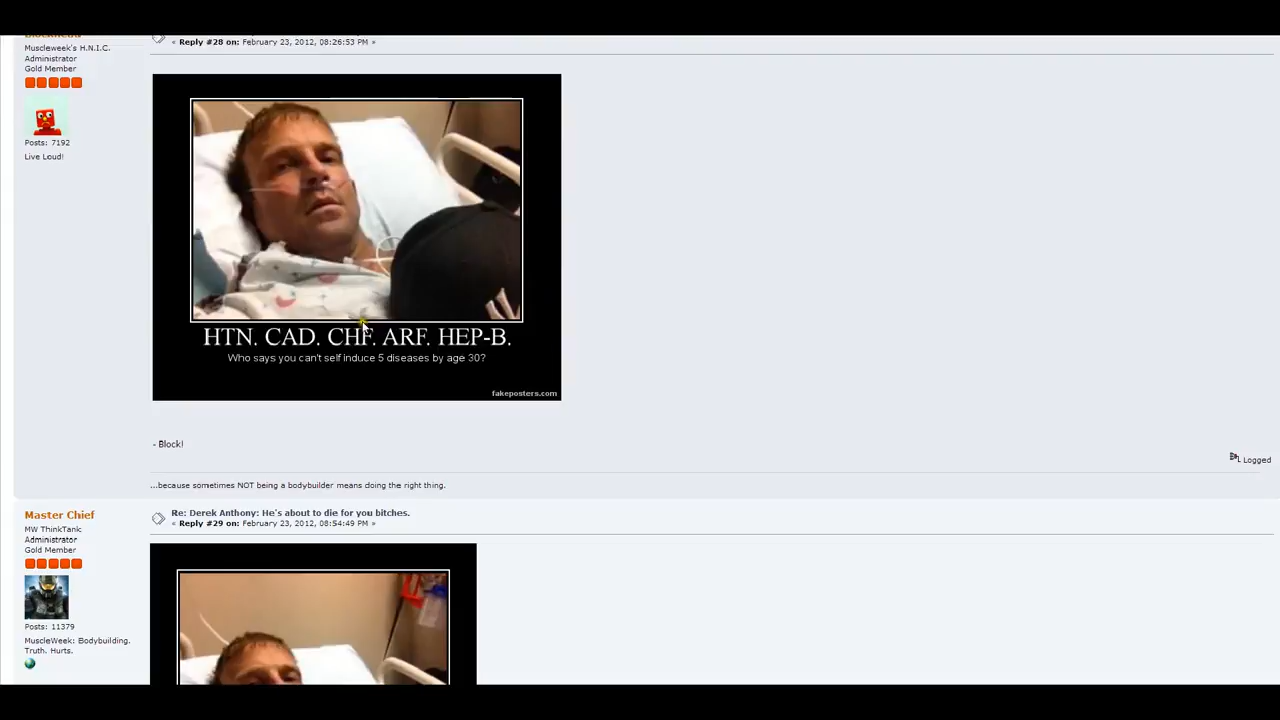 Muscleweek's H.N.I.C.
Administrator
Gold Member
Posts: 7192
Live Loud!
« Reply #28 on: February 23, 2012, 08:26:53 PM »
HTN. CAD. CHF. ARF. HEP-B.
Who says you can't self induce 5 diseases by age 30?
fakeposters.com
- Block!
Logged
...because sometimes NOT being a bodybuilder means doing the right thing.
Master Chief
MW ThinkTank
Administrator
Gold Member
Posts: 11379
MuscleWeek: Bodybuilding.
Truth. Hurts.
Re: Derek Anthony: He's about to die for you bitches.
« Reply #29 on: February 23, 2012, 08:54:49 PM »